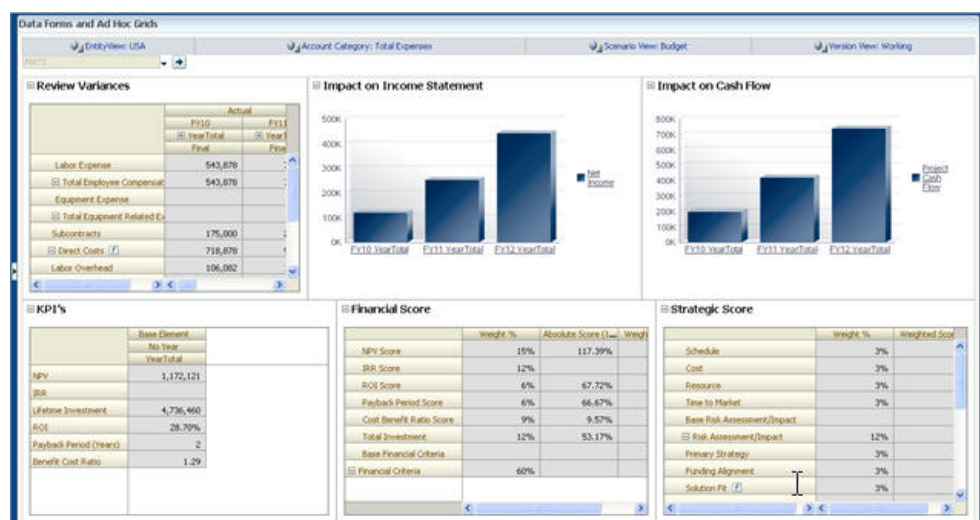 Data Forms and Ad Hoc Grids
EntityView: USA Account Category: Total Expenses Scenario View: Budget Version View: Working
Review Variances
Actual
FY10 FY11
YearTotal
Final
Labor Expense 543,878
Total Employee Compensat 543,878
Equipment Expense
Total Equipment Related Ex
Subcontracts 175,000
Direct Costs 718,878
Labor Overhead 106,082
Impact on Income Statement
500K
400K
300K
200K
100K
0K
FY10 YearTotal FY11 YearTotal FY12 YearTotal
Net
Income
Impact on Cash Flow
800K
700K
600K
500K
400K
300K
200K
100K
0K
FY10 YearTotal FY11 YearTotal FY12 YearTotal
Project
Cash
Flow
KPI's
Base Element
No Year
YearTotal
NPV 1,172,121
IRR
Lifetime Investment 4,736,460
ROI 28.70%
Payback Period (Years) 2
Benefit Cost Ratio 1.29
Financial Score
Weight % Absolute Score (1... Weigh
NPV Score 15% 117.39%
IRR Score 12%
ROI Score 6% 67.72%
Payback Period Score 6% 66.67%
Cost Benefit Ratio Score 9% 9.57%
Total Investment 12% 53.17%
Base Financial Criteria
Financial Criteria 60%
Strategic Score
Weight % Weighted Scor
Schedule 3%
Cost 3%
Resource 3%
Time to Market 3%
Base Risk Assessment/Impact
Risk Assessment/Impact 12%
Primary Strategy 3%
Funding Alignment 3%
Solution Fit 3%